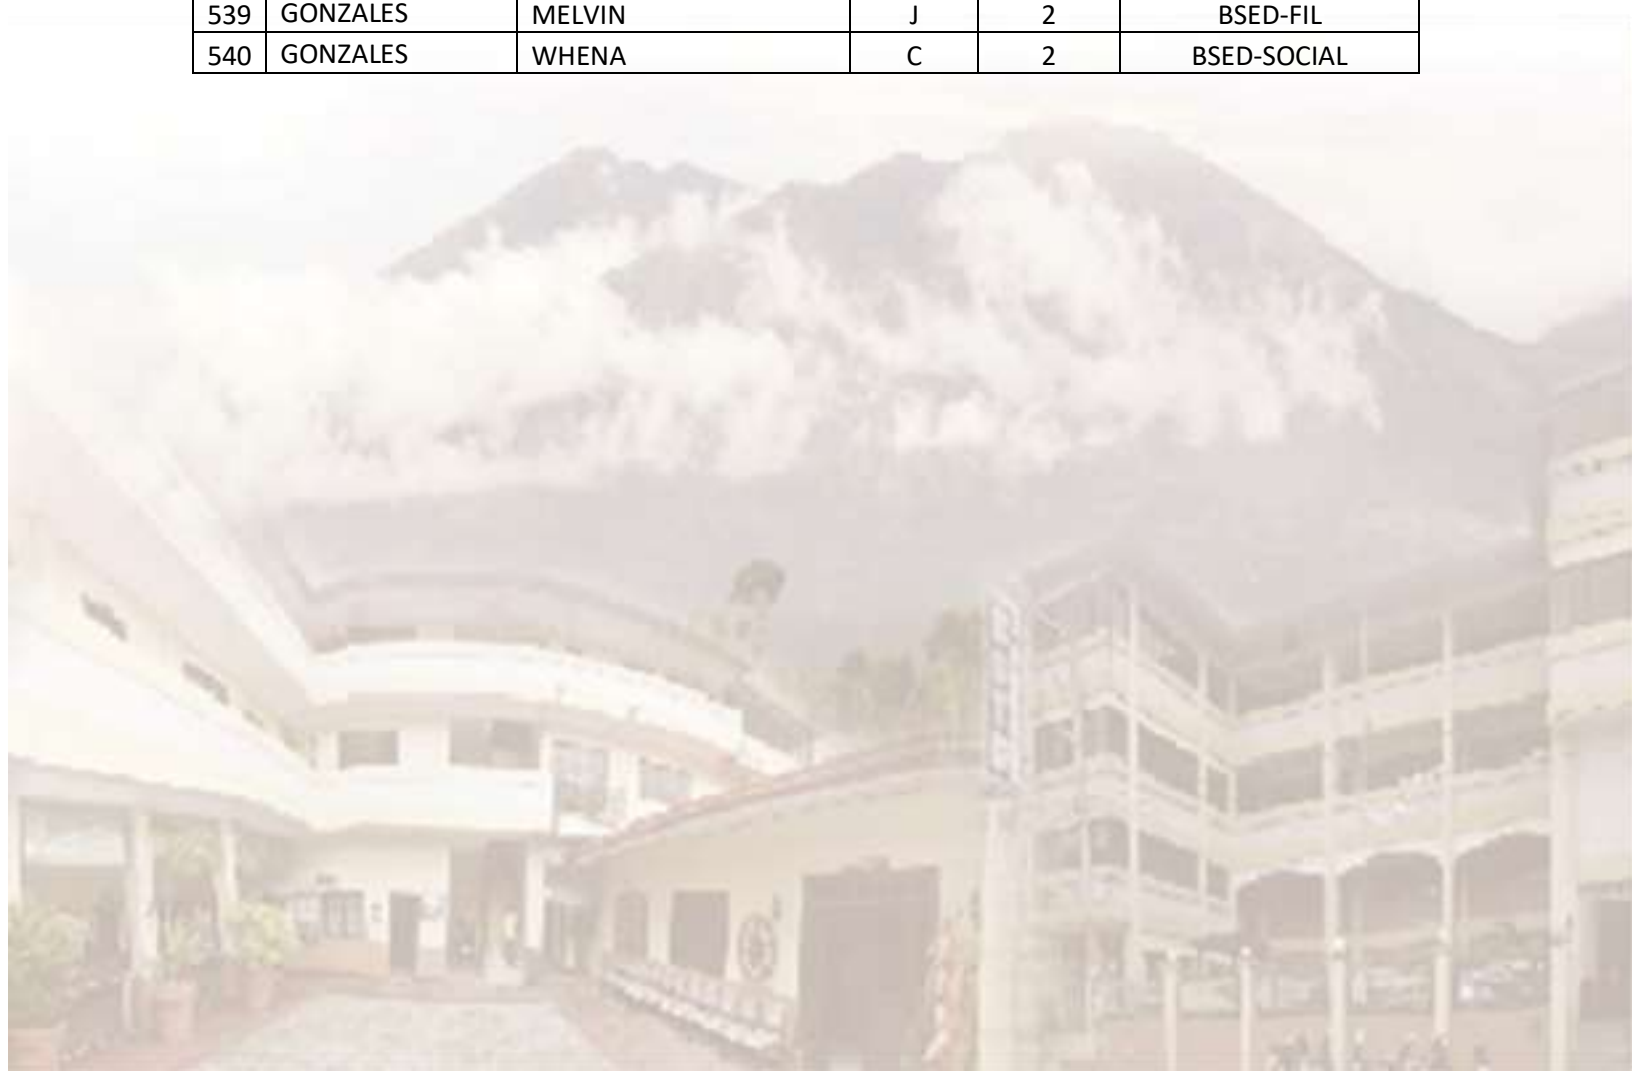 539 GONZALES MELVIN J 2 BSED-FIL
540 GONZALES WHENA C 2 BSED-SOCIAL